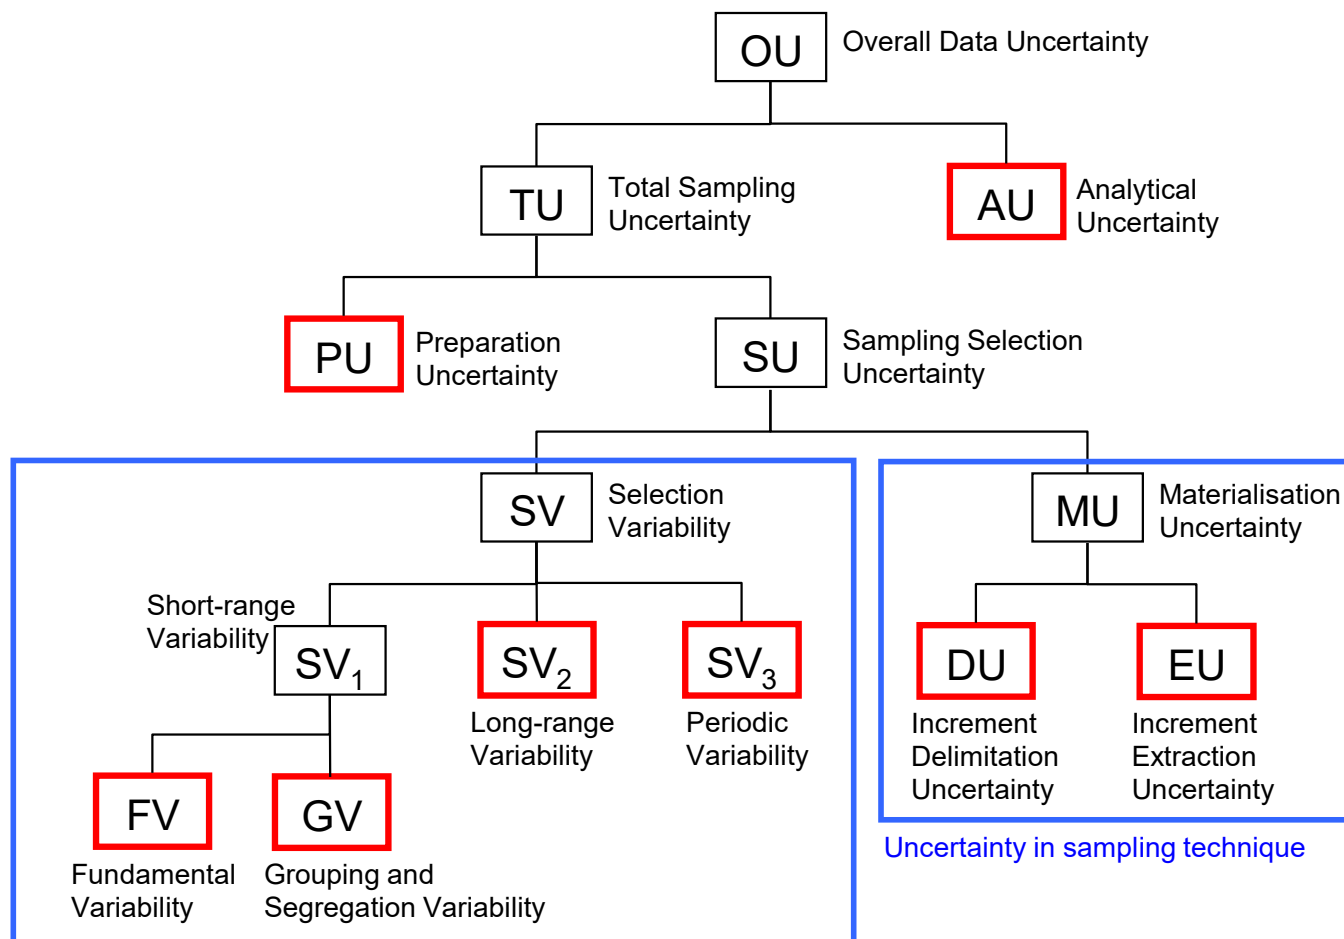 OU
Overall Data Uncertainty
TU
Total Sampling
Uncertainty
AU
Analytical
Uncertainty
PU
Preparation
Uncertainty
SU
Sampling Selection
Uncertainty
SV
Selection
Variability
MU
Materialisation
Uncertainty
Short-range
Variability
SV1
SV2
Long-range
Variability
SV3
Periodic
Variability
DU
Increment
Delimitation
Uncertainty
EU
Increment
Extraction
Uncertainty
FV
Fundamental
Variability
GV
Grouping and
Segregation Variability
Uncertainty in sampling technique